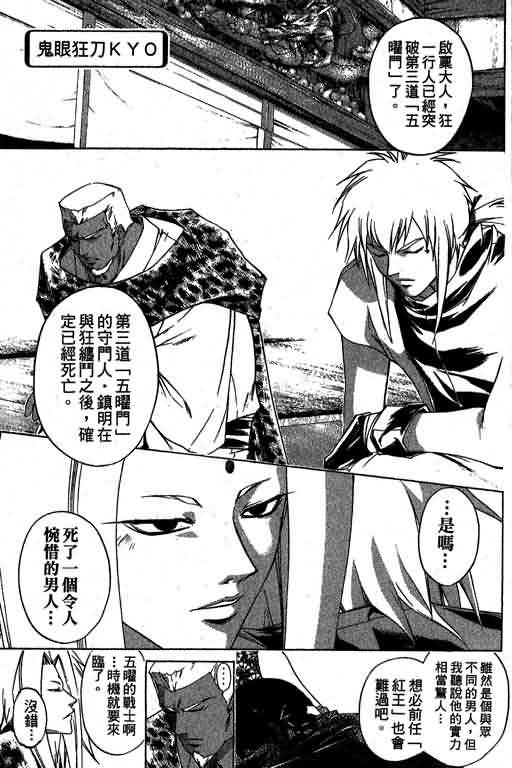 鬼眼狂刀KYO
啟稟大人，狂
一行人已經突
破第三道「五
曜門」了。
第三道「五曜門」
的守門人．鎮明在
與狂纏鬥之後，確
定已經死亡。
…是嗎…
死了一個令人
惋惜的男人…
雖然是個與眾
不同的男人，但
我聽說他的實力
相當驚人…
想必前任「
紅王」也會
難過吧。
五曜的戰士啊
…時機就要來
臨了。
沒錯…